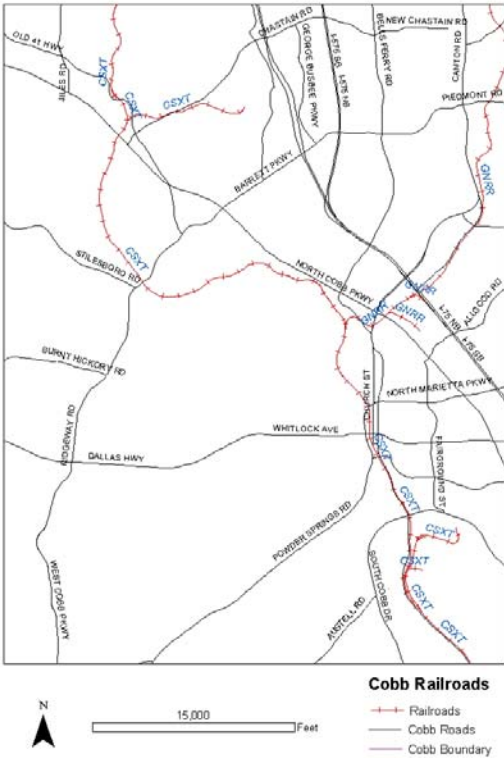 CHASTAIN RD
NEW CHASTAIN RD
OLD 41 HWY
JILES RD
CSXT
CSXT
CSXT
GEORGE BUSBEE PKWY
I-575 SB
I-575 NB
BELLS FERRY RD
CANTON RD
PIEDMONT RD
BARRETT PKWY
GNRR
STILESBORO RD
CSXT
NORTH COBB PKWY
GNRR
GNRR
GNRR
I-75 NB
I-75 SB
ALLGOOD RD
BURNT HICKORY RD
CHURCH ST
NORTH MARIETTA PKWY
RIDGEWAY RD
WHITLOCK AVE
DALLAS HWY
CSXT
FAIRGROUND ST
CSXT
POWDER SPRINGS RD
CSXT
CSXT
WEST COBB PKWY
AUSTELL RD
SOUTH COBB DR
CSXT
Cobb Railroads
N
15,000
Feet
Railroads
Cobb Roads
Cobb Boundary